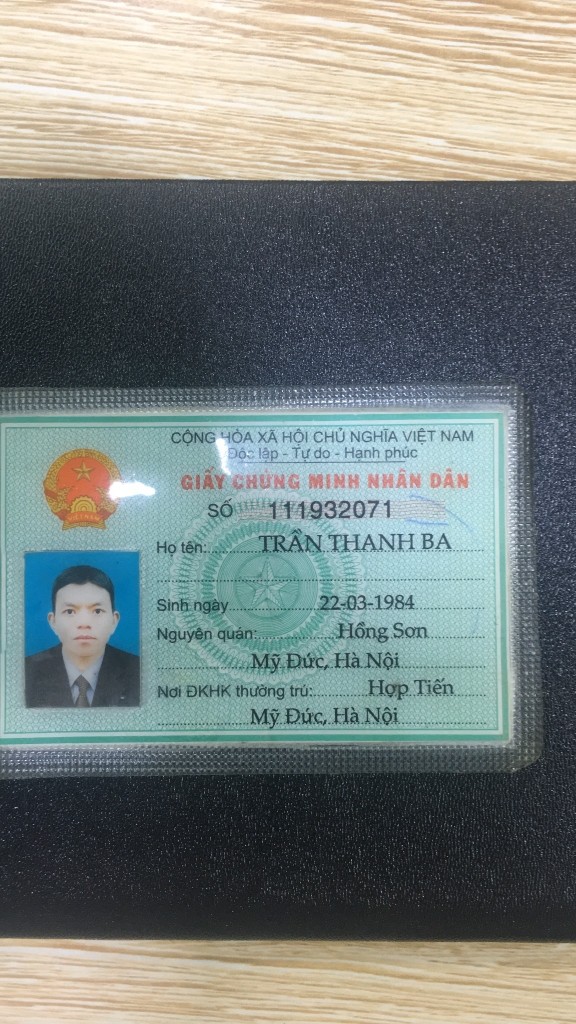 CỘNG HÒA XÃ HỘI CHỦ NGHĨA VIỆT NAM
Độc lập - Tự do - Hạnh phúc
GIẤY CHỨNG MINH NHÂN DÂN
SỐ 111932071
Họ tên: TRẦN THANH BA
Sinh ngày 22-03-1984
Nguyên quán: Hồng Sơn
Mỹ Đức, Hà Nội
Nơi ĐKHK thường trú: Hợp Tiến
Mỹ Đức, Hà Nội
VIỆT NAM